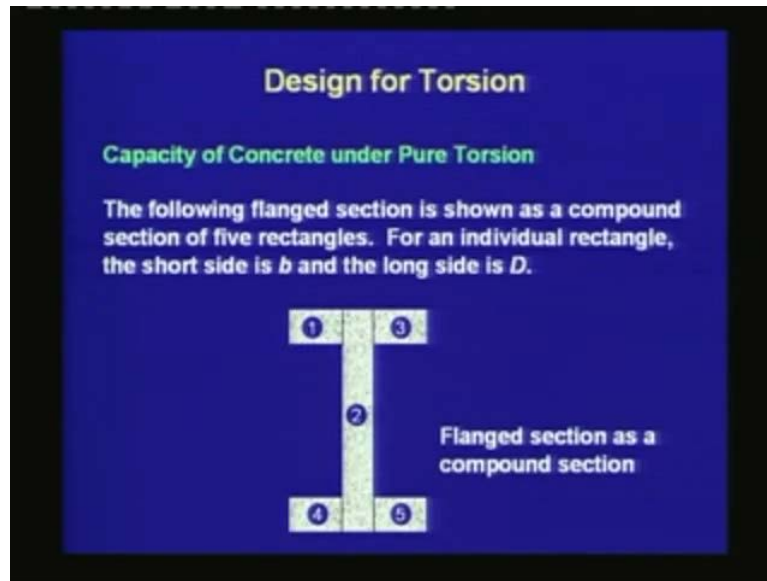 Design for Torsion
Capacity of Concrete under Pure Torsion
The following flanged section is shown as a compound
section of five rectangles. For an individual rectangle,
the short side is b and the long side is D.
1 3
2
Flanged section as a
compound section
4 5